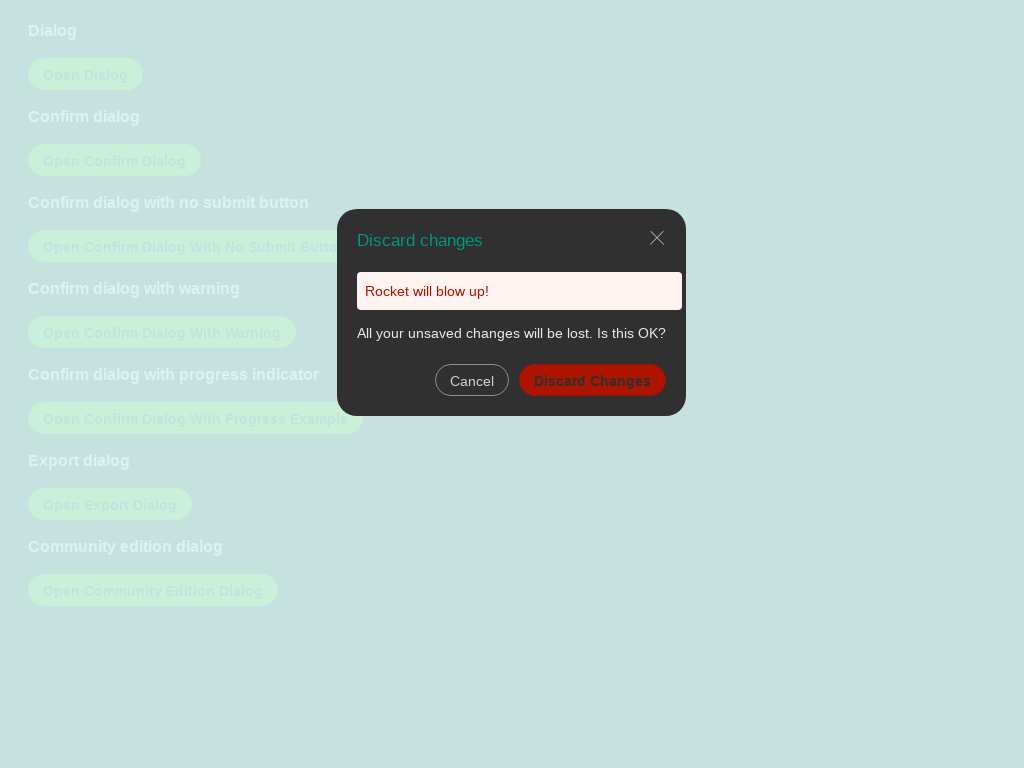 Dialog
Open Dialog
Confirm dialog
Open Confirm Dialog
Confirm dialog with no submit button
Open Confirm Dialog With No Submit Butto
Confirm dialog with warning
Open Confirm Dialog With Warning
Confirm dialog with progress indicator
Open Confirm Dialog With Progress Example
Export dialog
Open Export Dialog
Community edition dialog
Open Community Edition Dialog
Discard changes
Rocket will blow up!
All your unsaved changes will be lost. Is this OK?
Cancel
Discard Changes